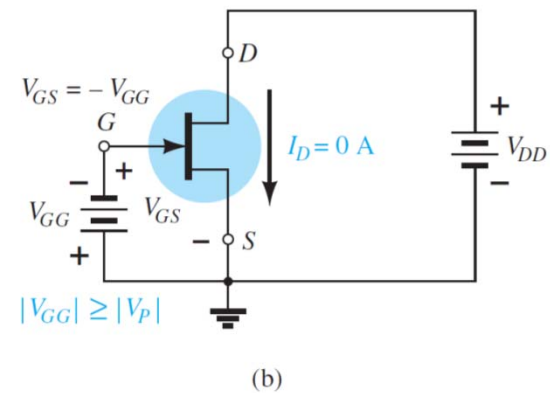 D
V_GS = – V_GG
G
I_D = 0 A
+
V_DD
–
– +
V_GG
V_GS
+
– S
|V_GG| ≥ |V_P|
(b)